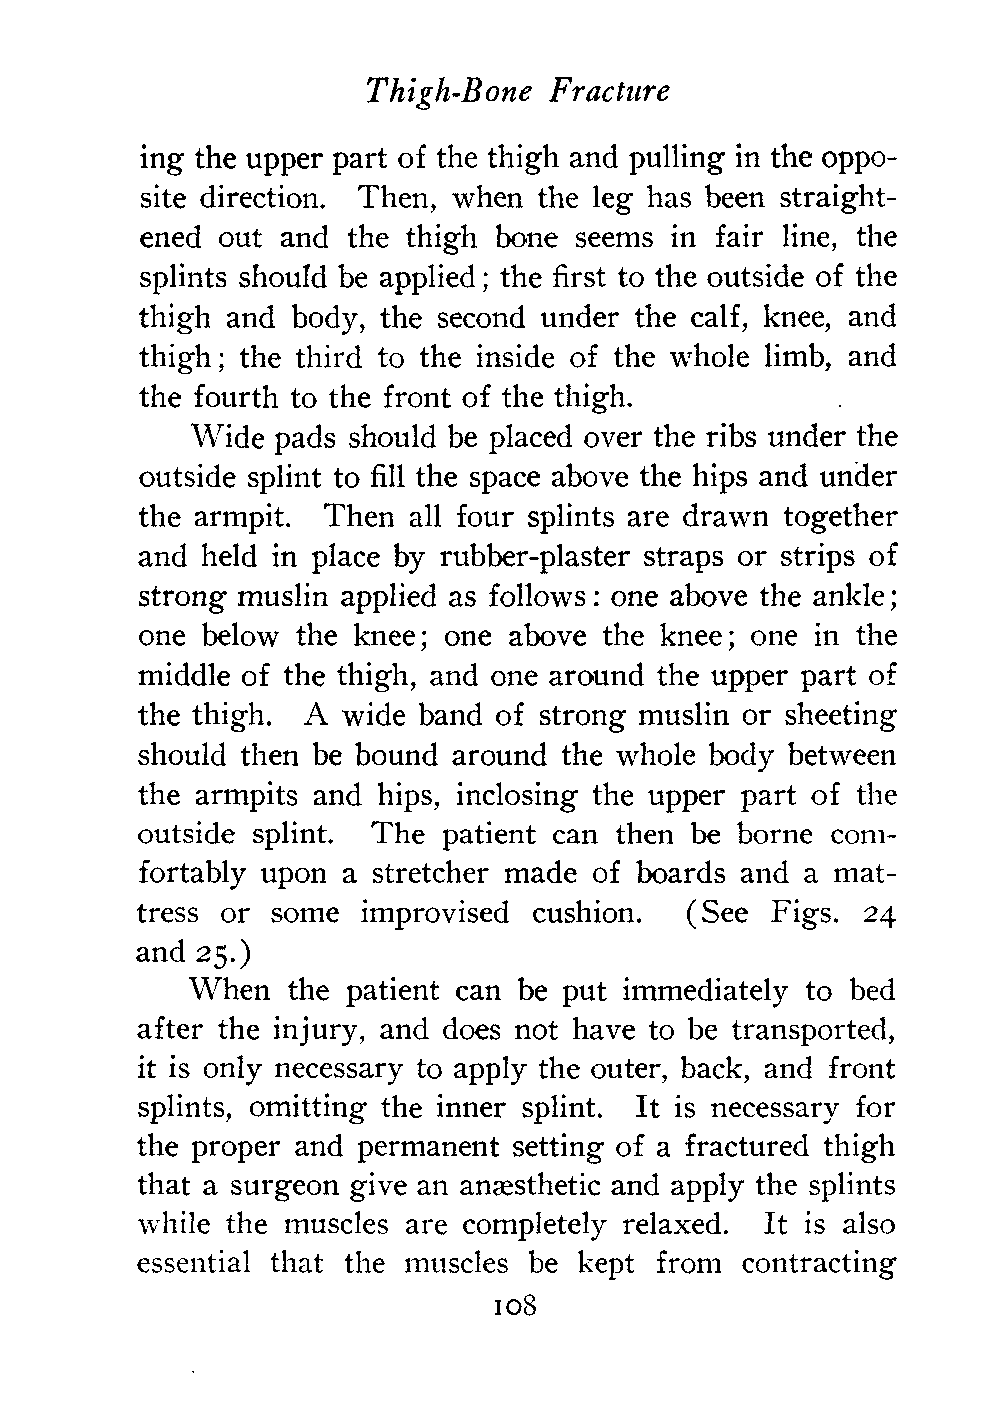 Thigh-Bone Fracture
ing the upper part of the thigh and pulling in the oppo-
site direction. Then, when the leg has been straight-
ened out and the thigh bone seems in fair line, the
splints should be applied; the first to the outside of the
thigh and body, the second under the calf, knee, and
thigh; the third to the inside of the whole limb, and
the fourth to the front of the thigh.
Wide pads should be placed over the ribs under the
outside splint to fill the space above the hips and under
the armpit. Then all four splints are drawn together
and held in place by rubber-plaster straps or strips of
strong muslin applied as follows: one above the ankle;
one below the knee; one above the knee; one in the
middle of the thigh, and one around the upper part of
the thigh. A wide band of strong muslin or sheeting
should then be bound around the whole body between
the armpits and hips, inclosing the upper part of the
outside splint. The patient can then be borne com-
fortably upon a stretcher made of boards and a mat-
tress or some improvised cushion. (See Figs. 24
and 25.)
When the patient can be put immediately to bed
after the injury, and does not have to be transported,
it is only necessary to apply the outer, back, and front
splints, omitting the inner splint. It is necessary for
the proper and permanent setting of a fractured thigh
that a surgeon give an anæsthetic and apply the splints
while the muscles are completely relaxed. It is also
essential that the muscles be kept from contracting
108